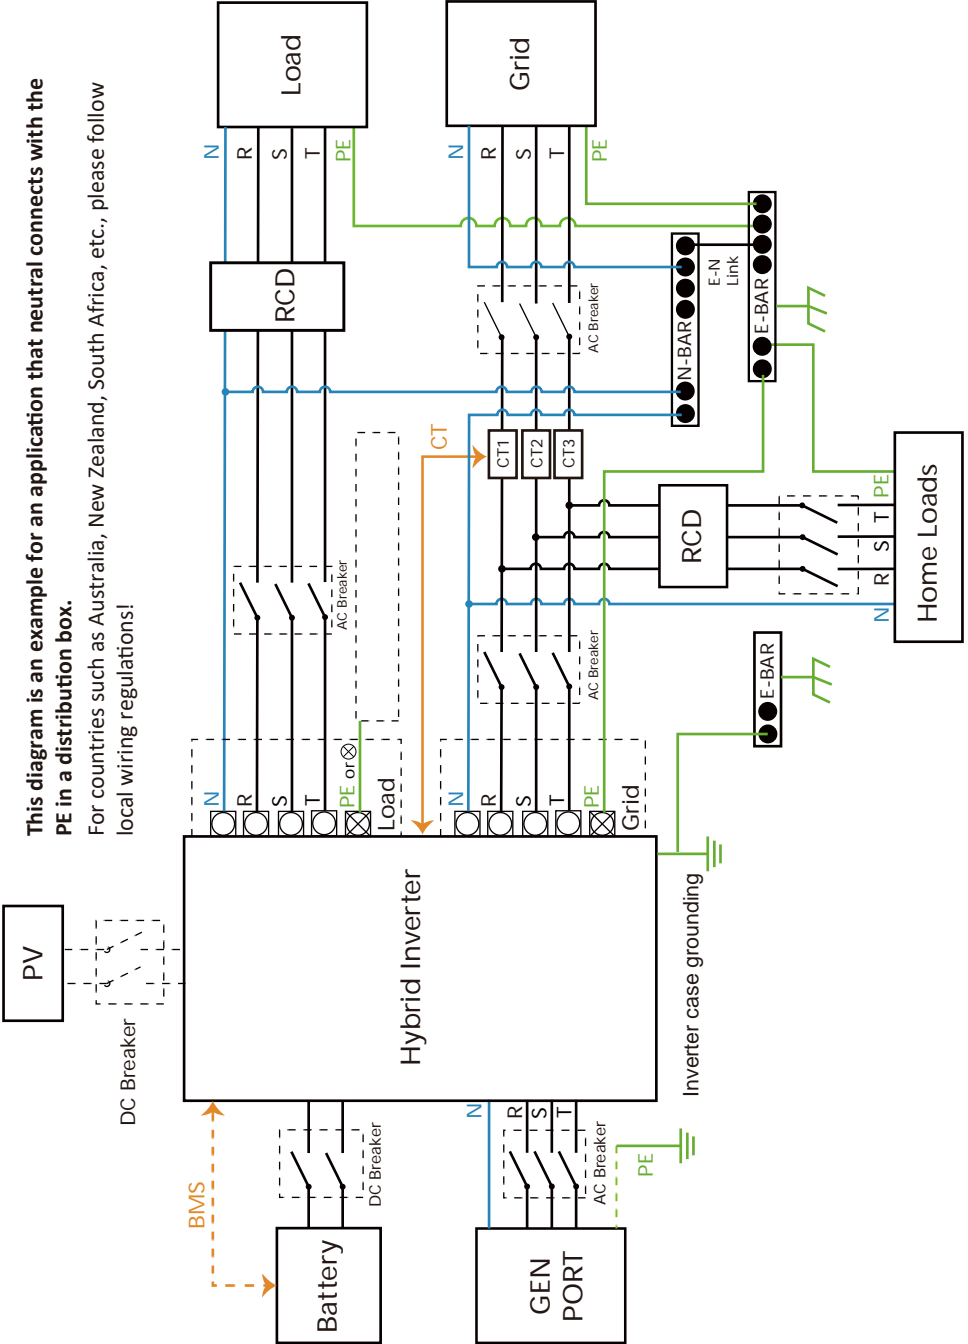 This diagram is an example for an application that neutral connects with the
PE in a distribution box.
For countries such as Australia, New Zealand, South Africa, etc., please follow
local wiring regulations!
PV
DC Breaker
BMS
Battery
DC Breaker
GEN
PORT
N
R
S
T
AC Breaker
PE
Hybrid Inverter
Inverter case grounding
N
R
S
T
PE or
Load
AC Breaker
RCD
N
R
S
T
PE
Load
N
R
S
T
PE
Grid
AC Breaker
CT
CT1
CT2
CT3
AC Breaker
N
R
S
T
PE
Grid
N-BAR
E-N
Link
E-BAR
RCD
N
R
S
T
PE
Home Loads
E-BAR